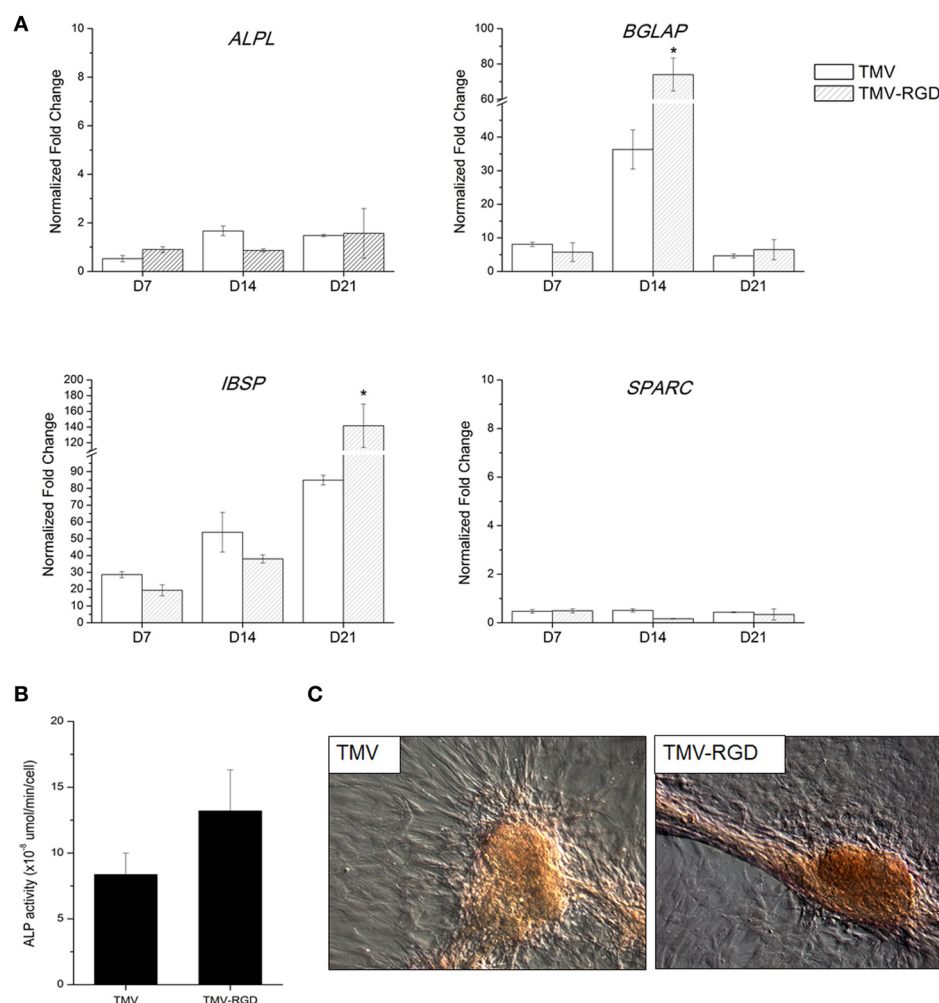 A
ALPL
Normalized Fold Change
10
8
6
4
2
0
D7 D14 D21
BGLAP
Normalized Fold Change
100
80
60
40
30
20
10
0
*
D7 D14 D21
TMV
TMV-RGD
IBSP
Normalized Fold Change
200
180
160
140
120
100
90
80
70
60
50
40
30
20
10
0
*
D7 D14 D21
SPARC
Normalized Fold Change
10
8
6
4
2
0
D7 D14 D21
B
ALP activity (x10⁻⁸ umol/min/cell)
20
15
10
5
0
TMV TMV-RGD
C
TMV
TMV-RGD